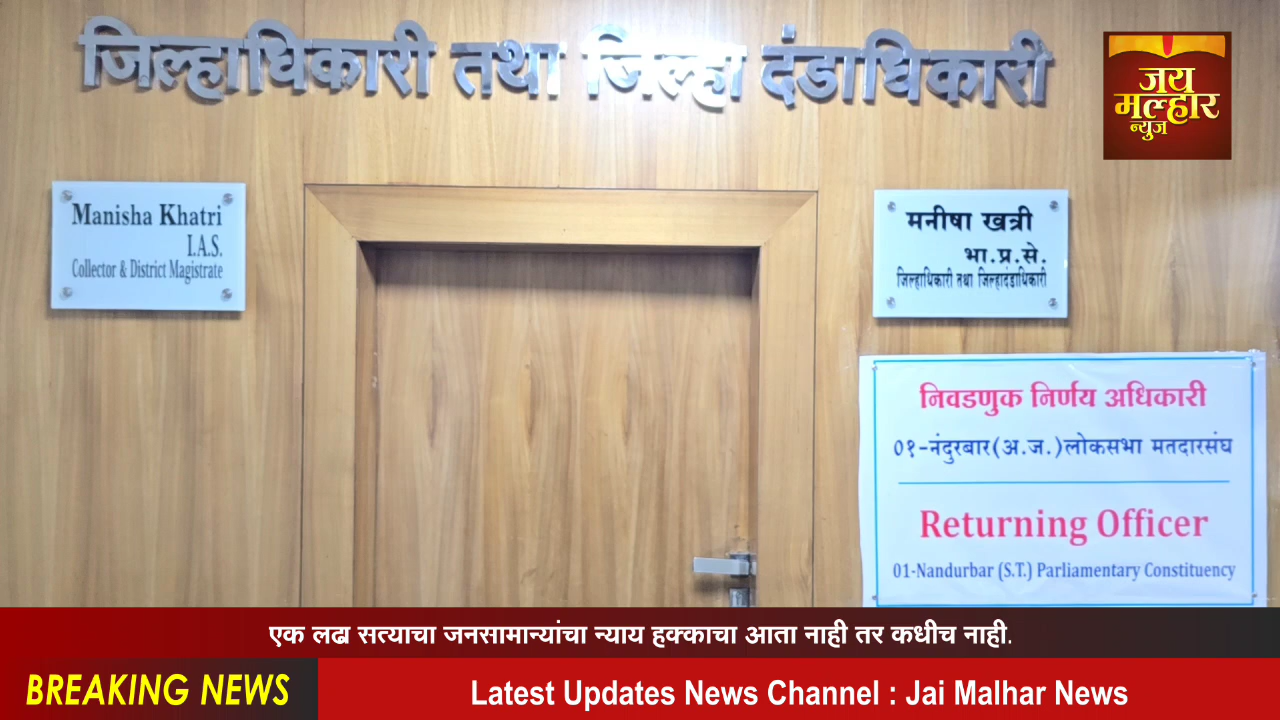 जिल्हाधिकारी तथा जिल्हा दंडाधिकारी
जय
मल्हार
न्युज
Manisha Khatri
I.A.S.
Collector & District Magistrate
मनीषा खत्री
भा.प्र.से.
जिल्हाधिकारी तथा जिल्हादंडाधिकारी
निवडणुक निर्णय अधिकारी
०१-नंदुरबार(अ.ज.)लोकसभा मतदारसंघ
Returning Officer
01-Nandurbar (S.T.) Parliamentary Constituency
एक लढा सत्याचा जनसामान्यांचा न्याय हक्काचा आता नाही तर कधीच नाही.
BREAKING NEWS
Latest Updates News Channel : Jai Malhar News